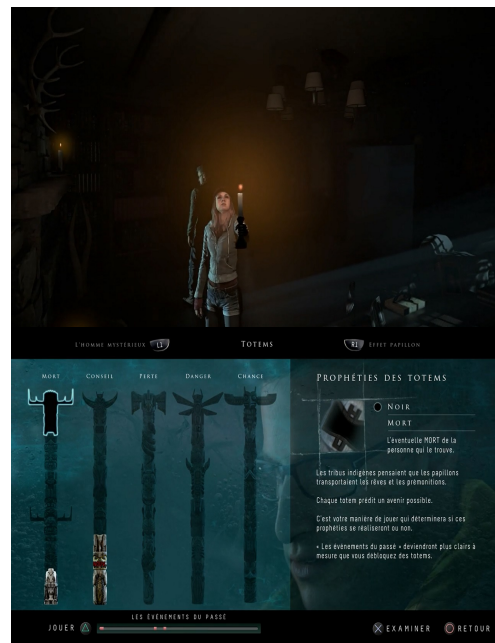 L'HOMME MYSTÉRIEUX L1 TOTEMS R1 EFFET PAPILLON
MORT CONSEIL PERTE DANGER CHANCE
PROPHÉTIES DES TOTEMS
NOIR
MORT
L'éventuelle MORT de la
personne qui le trouve.
Les tribus indigènes pensaient que les papillons
transportaient les rêves et les prémonitions.
Chaque totem prédit un avenir possible.
C'est votre manière de jouer qui déterminera si ces
prophéties se réaliseront ou non.
« Les événements du passé » deviendront plus clairs à
mesure que vous débloquez des totems.
LES ÉVÉNEMENTS DU PASSÉ
JOUER EXAMINER RETOUR